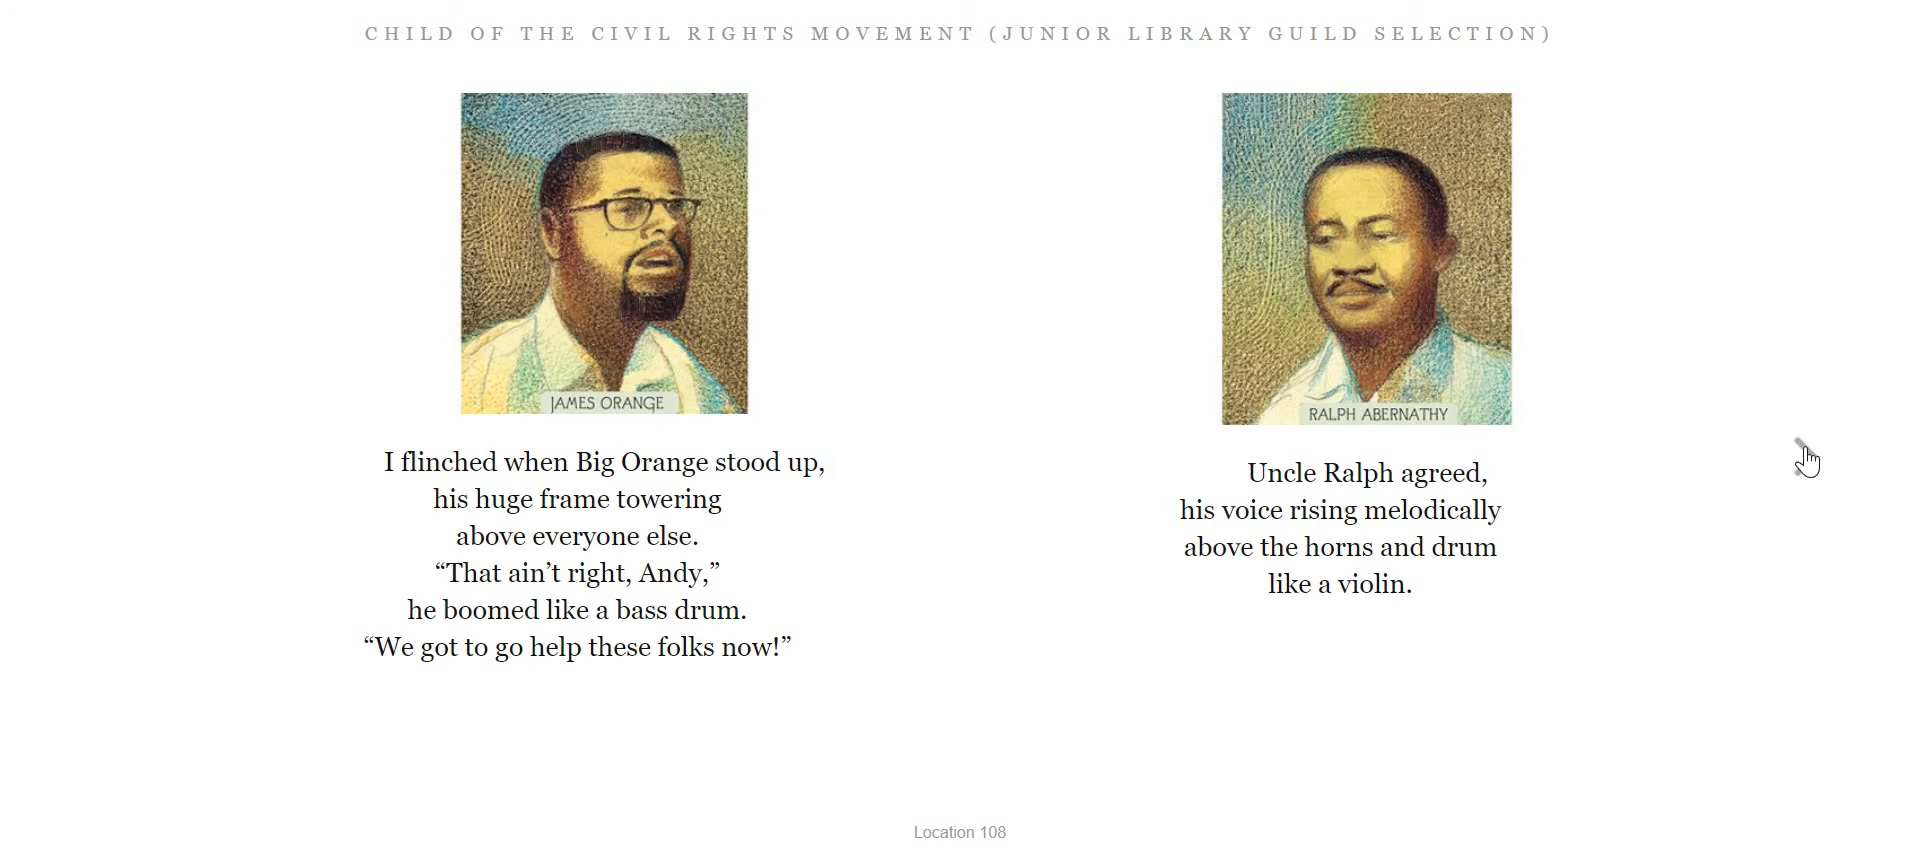 CHILD OF THE CIVIL RIGHTS MOVEMENT (JUNIOR LIBRARY GUILD SELECTION)
JAMES ORANGE
I flinched when Big Orange stood up,
his huge frame towering
above everyone else.
“That ain’t right, Andy,”
he boomed like a bass drum.
“We got to go help these folks now!”
RALPH ABERNATHY
Uncle Ralph agreed,
his voice rising melodically
above the horns and drum
like a violin.
Location 108